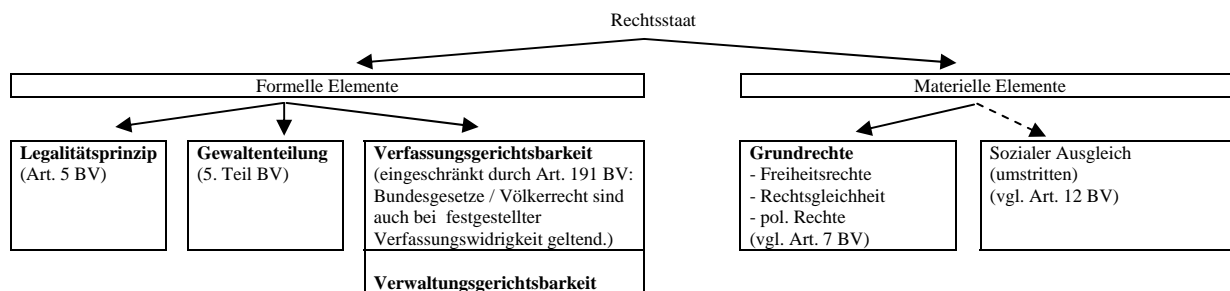 Rechtsstaat
Formelle Elemente
Materielle Elemente
Legalitätsprinzip
(Art. 5 BV)
Gewaltenteilung
(5. Teil BV)
Verfassungsgerichtsbarkeit
(eingeschränkt durch Art. 191 BV:
Bundesgesetze / Völkerrecht sind
auch bei festgestellter
Verfassungswidrigkeit geltend.)
Verwaltungsgerichtsbarkeit
Grundrechte
- Freiheitsrechte
- Rechtsgleichheit
- pol. Rechte
(vgl. Art. 7 BV)
Sozialer Ausgleich
(umstritten)
(vgl. Art. 12 BV)